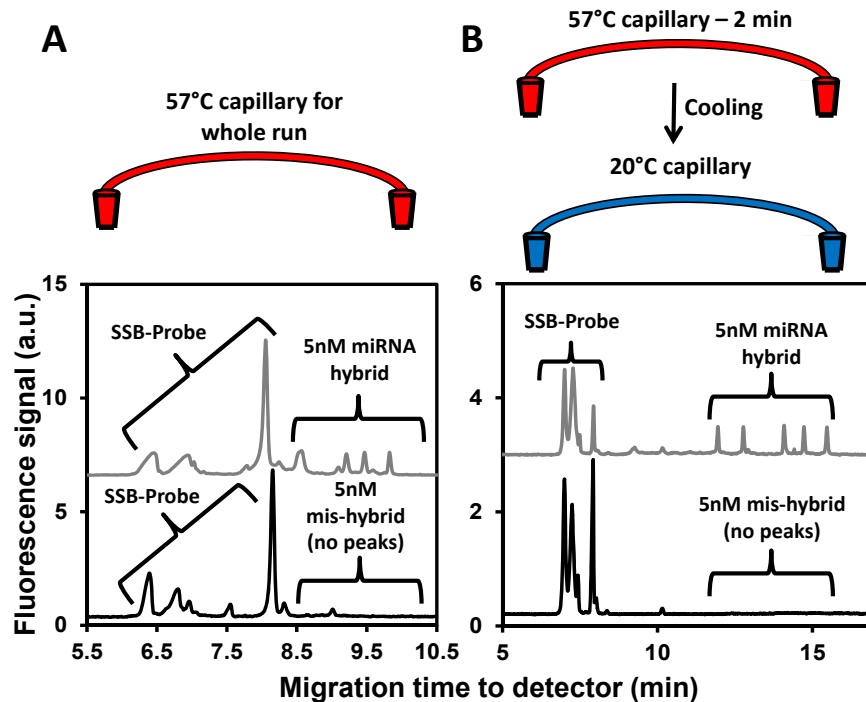 A
57°C capillary for
whole run
B
57°C capillary – 2 min
Cooling
20°C capillary
Fluorescence signal (a.u.)
15
10
5
0
SSB-Probe
5nM miRNA
hybrid
SSB-Probe
5nM
mis-hybrid
(no peaks)
5.5 6.5 7.5 8.5 9.5 10.5
6
4
2
0
SSB-Probe
5nM miRNA
hybrid
5nM mis-hybrid
(no peaks)
5 10 15
Migration time to detector (min)